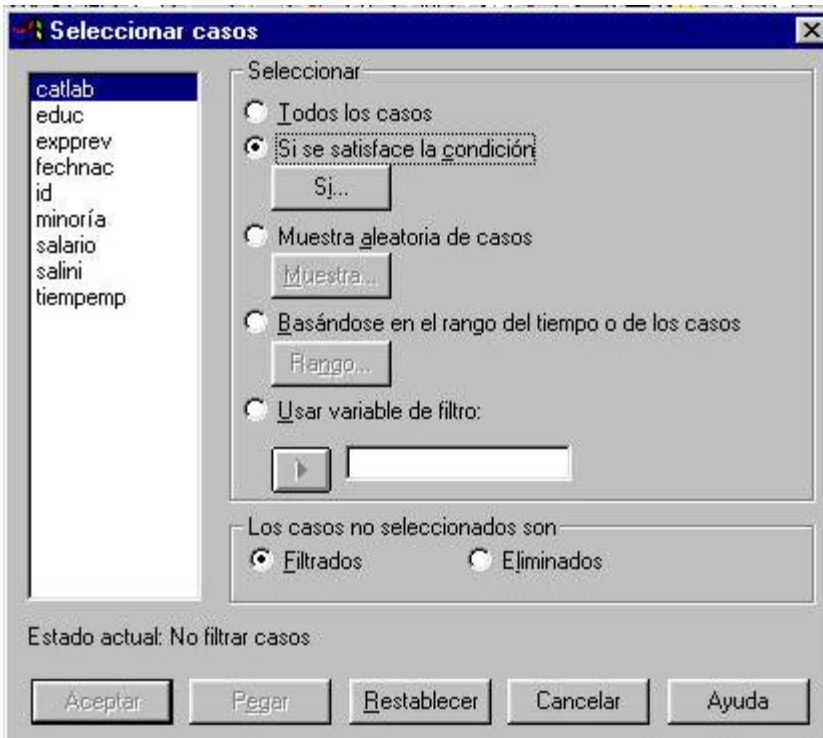 Seleccionar casos
catlab
educ
expprev
fechnac
id
minoría
salario
salini
tiempemp
Seleccionar
Todos los casos
Si se satisface la condición
Si...
Muestra aleatoria de casos
Muestra...
Basándose en el rango del tiempo o de los casos
Rango...
Usar variable de filtro:
Los casos no seleccionados son
Filtrados Eliminados
Estado actual: No filtrar casos
Aceptar Pegar Restablecer Cancelar Ayuda